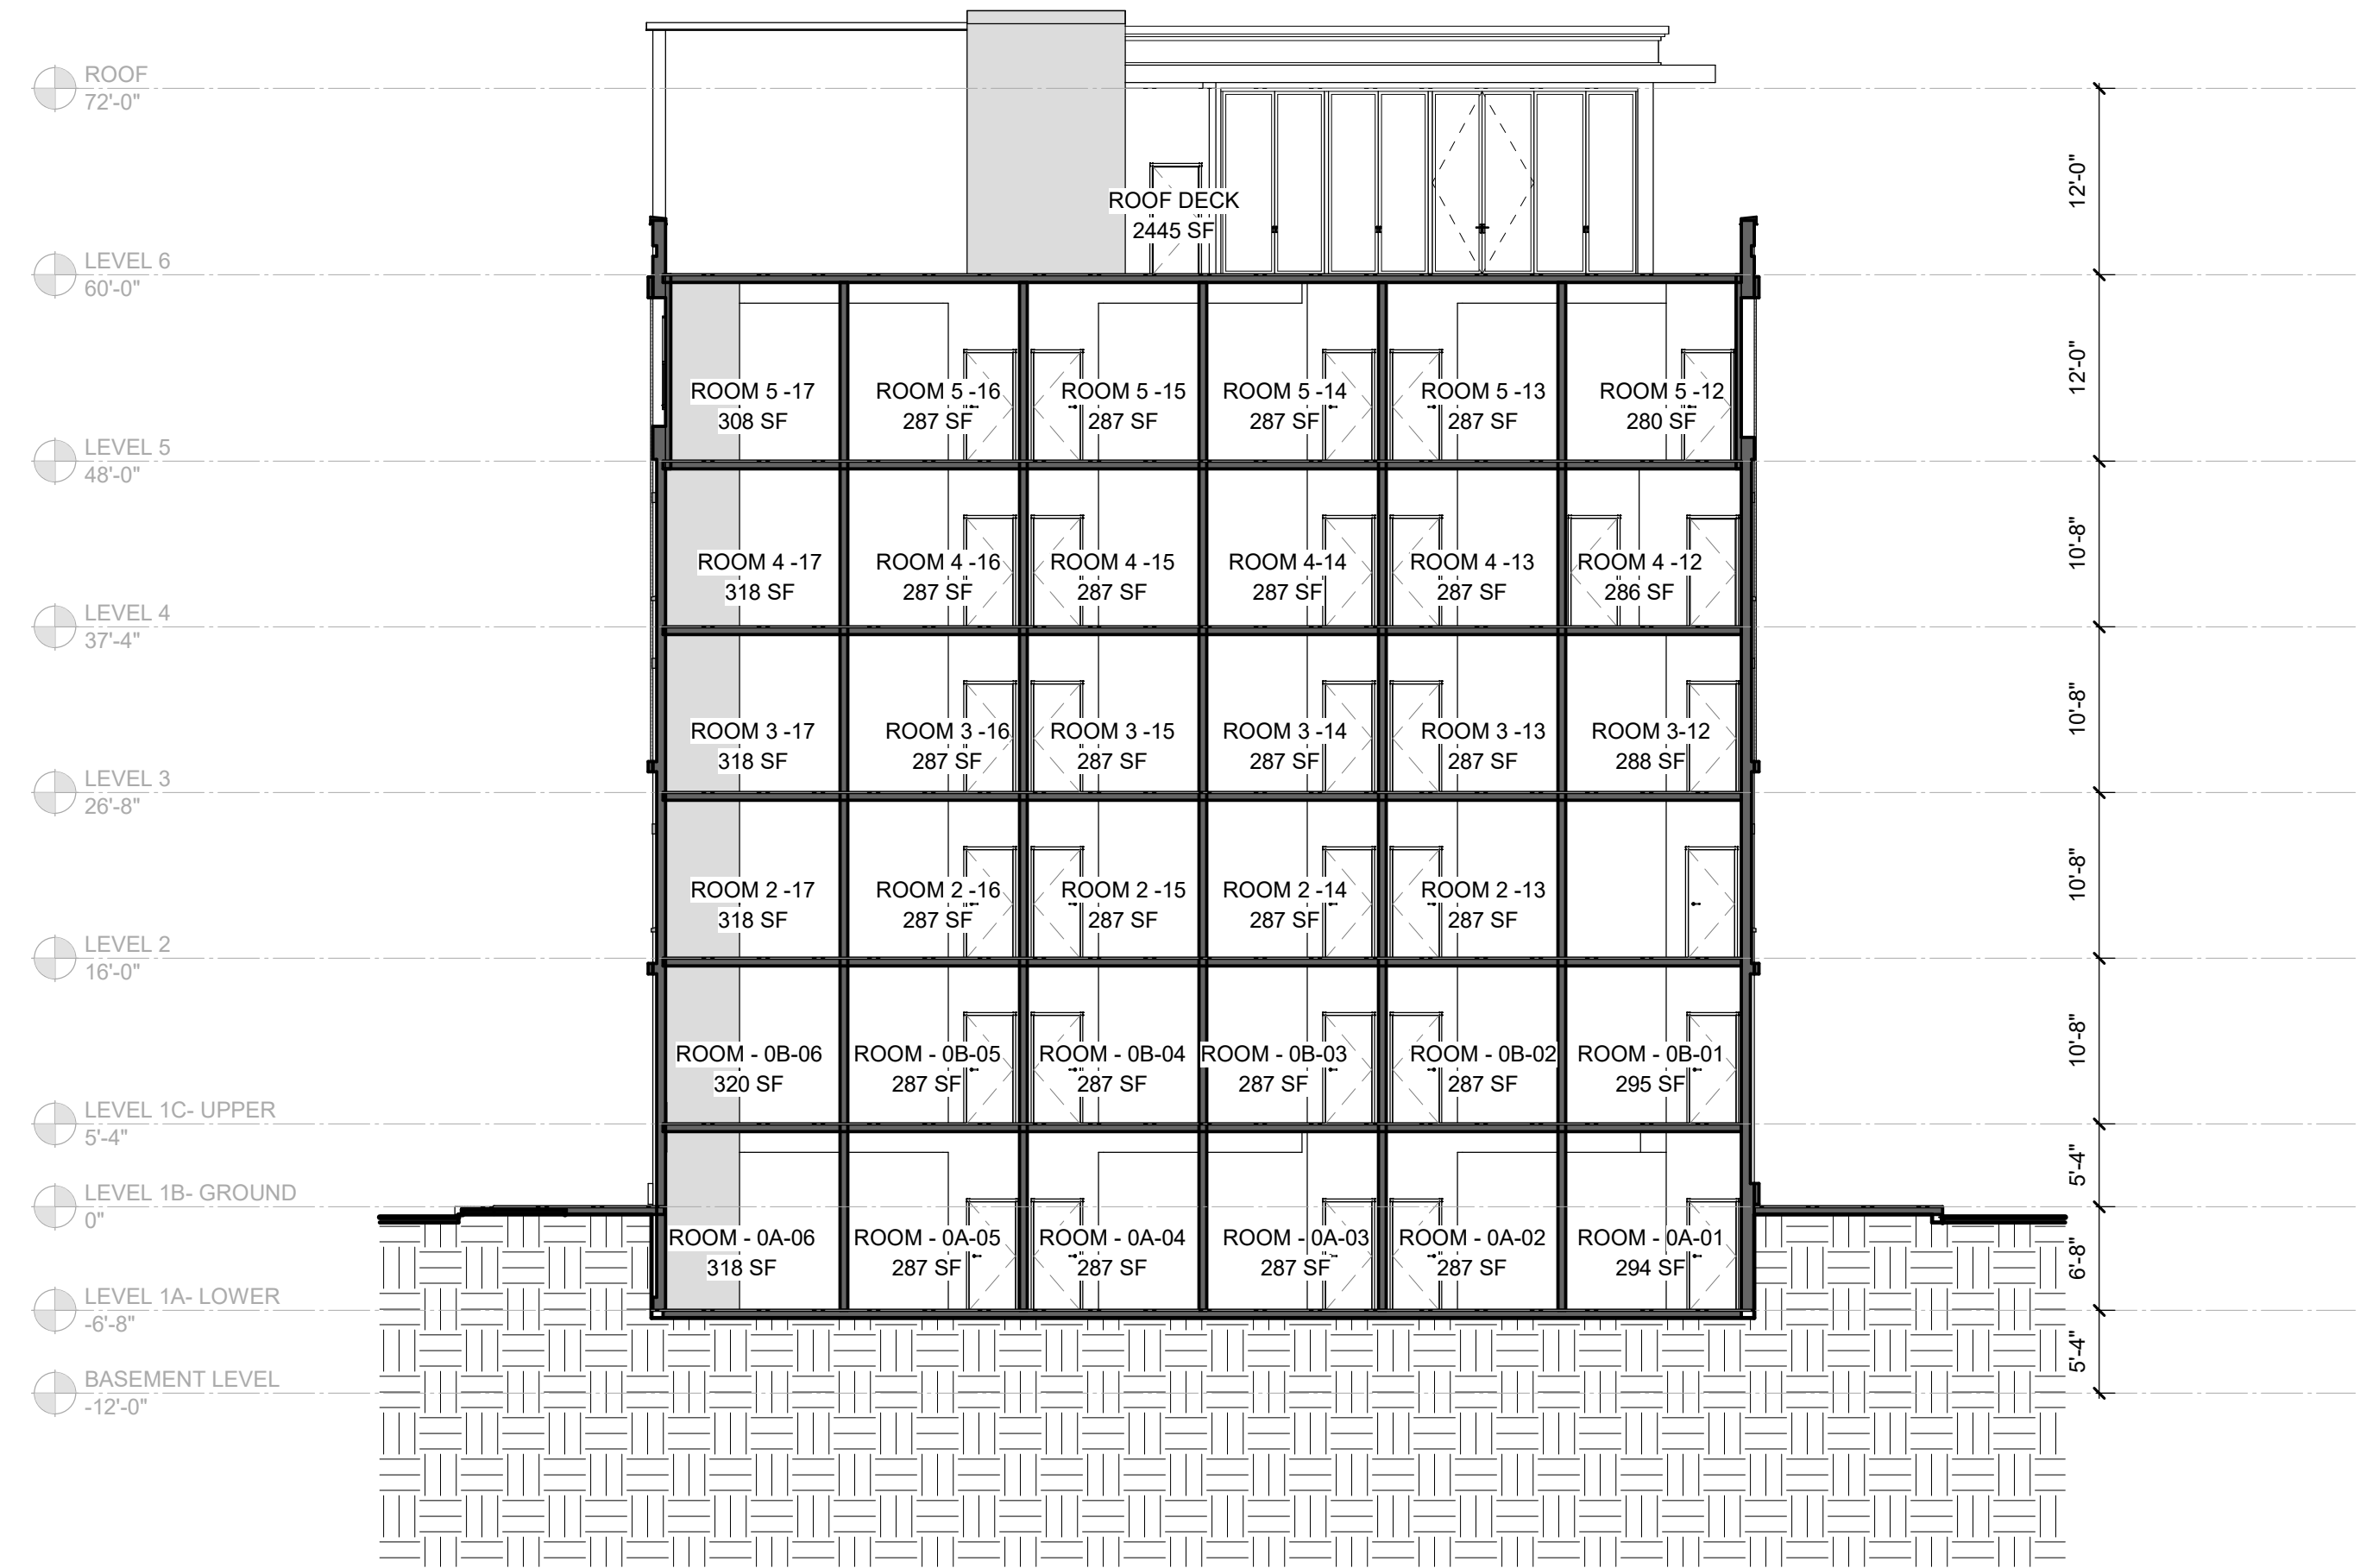 ROOF
72'-0"
12'-0"
ROOF DECK
2445 SF
LEVEL 6
60'-0"
12'-0"
ROOM 5 -17
308 SF
ROOM 5 -16
287 SF
ROOM 5 -15
287 SF
ROOM 5 -14
287 SF
ROOM 5 -13
287 SF
ROOM 5 -12
280 SF
LEVEL 5
48'-0"
10'-8"
ROOM 4 -17
318 SF
ROOM 4 -16
287 SF
ROOM 4 -15
287 SF
ROOM 4-14
287 SF
ROOM 4 -13
287 SF
ROOM 4 -12
286 SF
LEVEL 4
37'-4"
10'-8"
ROOM 3 -17
318 SF
ROOM 3 -16
287 SF
ROOM 3 -15
287 SF
ROOM 3 -14
287 SF
ROOM 3 -13
287 SF
ROOM 3-12
288 SF
LEVEL 3
26'-8"
10'-8"
ROOM 2 -17
318 SF
ROOM 2 -16
287 SF
ROOM 2 -15
287 SF
ROOM 2 -14
287 SF
ROOM 2 -13
287 SF
LEVEL 2
16'-0"
10'-8"
ROOM - 0B-06
320 SF
ROOM - 0B-05
287 SF
ROOM - 0B-04
287 SF
ROOM - 0B-03
287 SF
ROOM - 0B-02
287 SF
ROOM - 0B-01
295 SF
LEVEL 1C- UPPER
5'-4"
5'-4"
LEVEL 1B- GROUND
0"
6'-8"
ROOM - 0A-06
318 SF
ROOM - 0A-05
287 SF
ROOM - 0A-04
287 SF
ROOM - 0A-03
287 SF
ROOM - 0A-02
287 SF
ROOM - 0A-01
294 SF
LEVEL 1A- LOWER
-6'-8"
5'-4"
BASEMENT LEVEL
-12'-0"